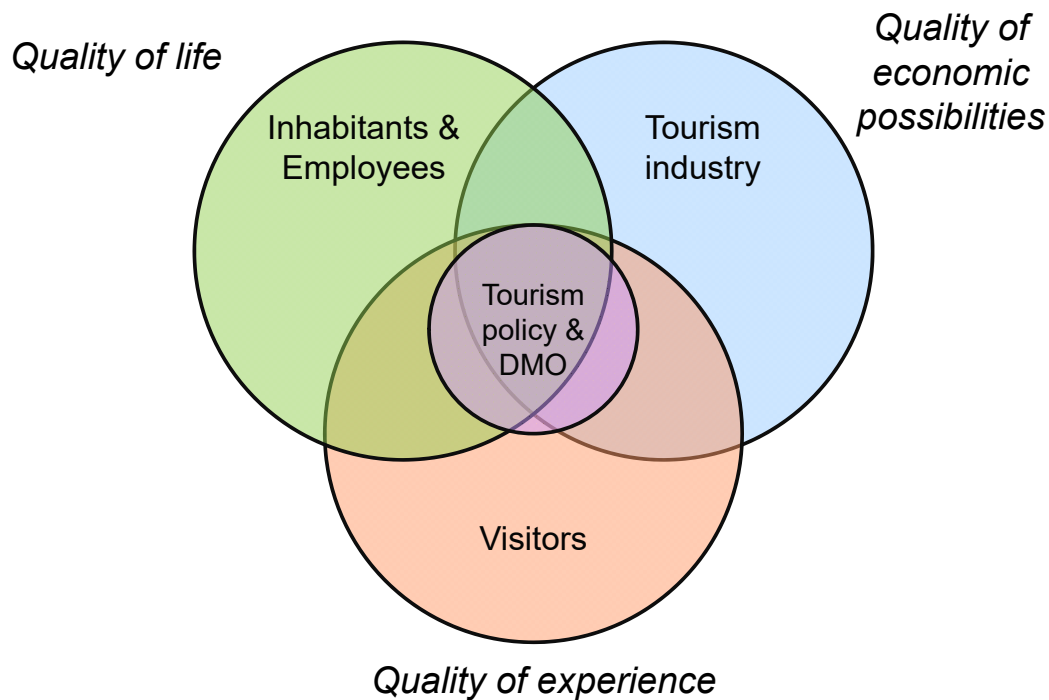 Quality of life
Quality of
economic
possibilities
Inhabitants &
Employees
Tourism
industry
Tourism
policy &
DMO
Visitors
Quality of experience